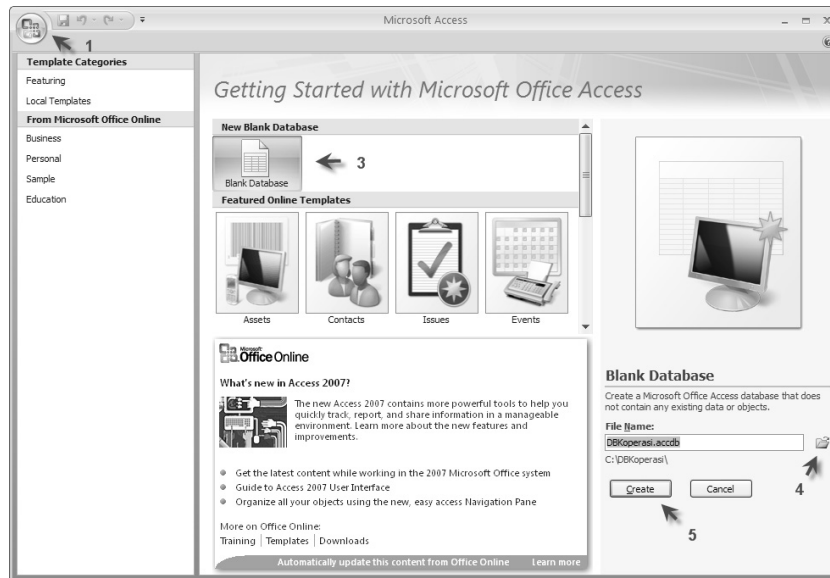 Microsoft Access
1
Template Categories
Featuring
Local Templates
From Microsoft Office Online
Business
Personal
Sample
Education
Getting Started with Microsoft Office Access
New Blank Database
Blank Database
3
Featured Online Templates
Assets
Contacts
Issues
Events
Microsoft
Office Online
What's new in Access 2007?
The new Access 2007 contains more powerful tools to help you
quickly track, report, and share information in a manageable
environment. Learn more about the new features and
improvements.
Get the latest content while working in the 2007 Microsoft Office system
Guide to Access 2007 User Interface
Organize all your objects using the new, easy access Navigation Pane
More on Office Online:
Training | Templates | Downloads
Automatically update this content from Office Online Learn more
Blank Database
Create a Microsoft Office Access database that does
not contain any existing data or objects.
File Name:
DBKoperasi.accdb
C:\DBKoperasi\
4
Create Cancel
5